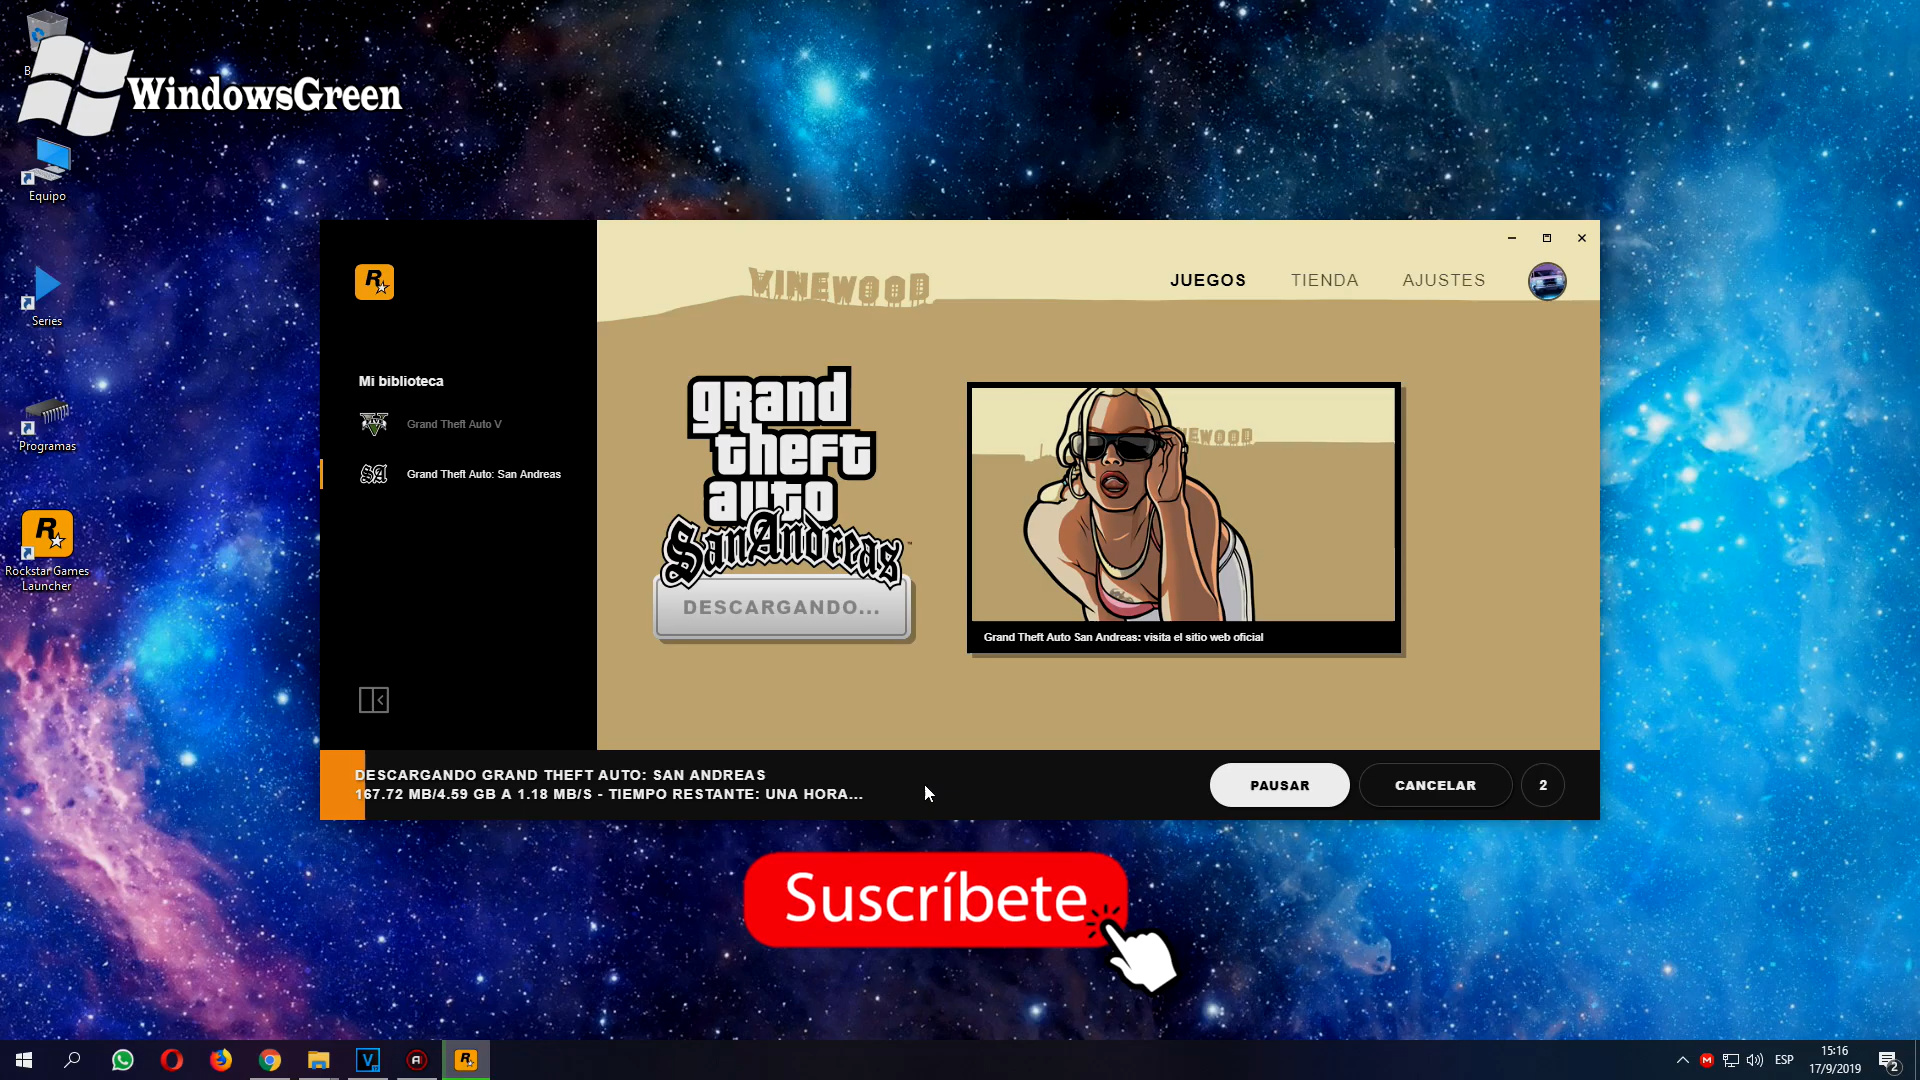 WindowsGreen
Equipo
Series
Programas
Rockstar Games
Launcher
R
VINEWOOD
JUEGOS
TIENDA
AJUSTES
Mi biblioteca
Grand Theft Auto V
Grand Theft Auto: San Andreas
grand
theft
auto
San Andreas
DESCARGANDO...
Grand Theft Auto San Andreas: visita el sitio web oficial
DESCARGANDO GRAND THEFT AUTO: SAN ANDREAS
167.72 MB/4.59 GB A 1.18 MB/S - TIEMPO RESTANTE: UNA HORA...
PAUSAR
CANCELAR
2
Suscríbete
ESP
15:16
17/9/2019
2